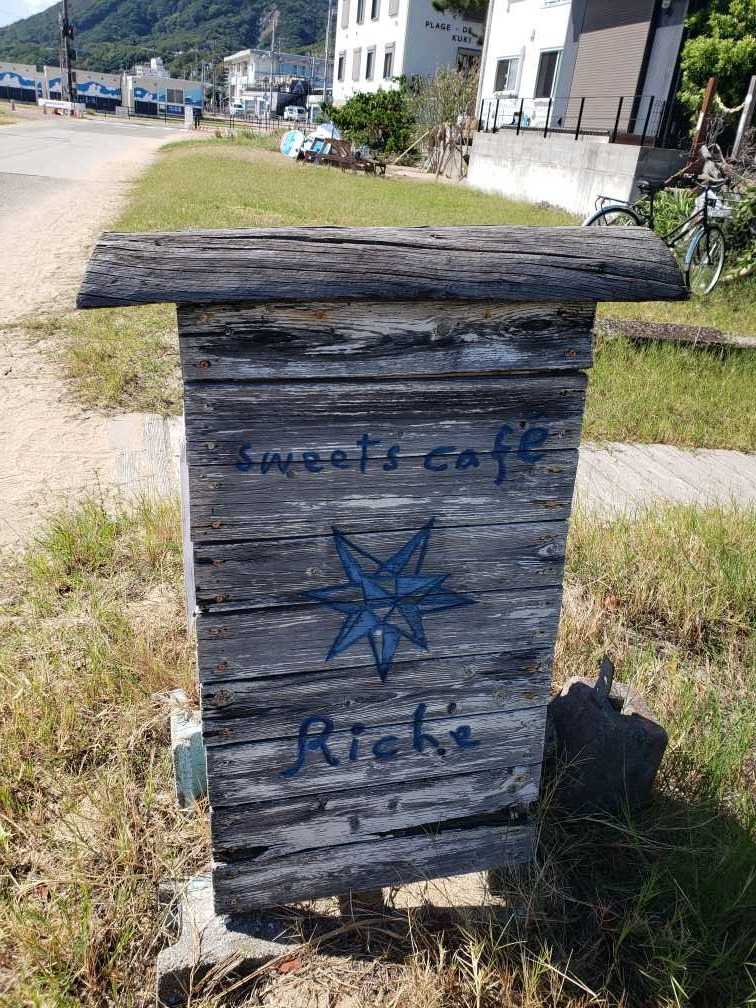 PLAGE - DE
KUKI
sweets café
Riche